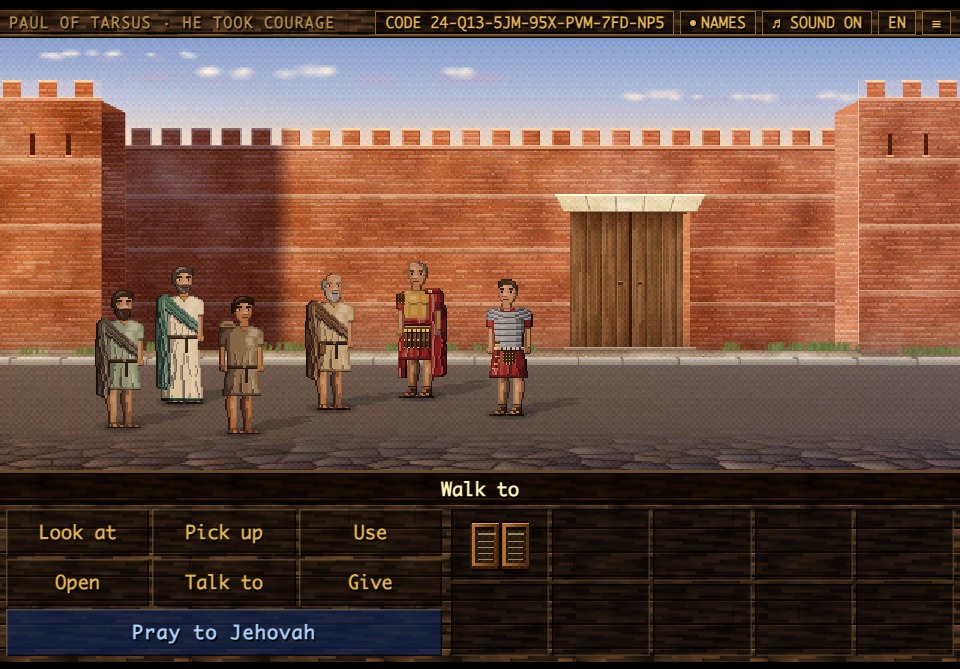 PAUL OF TARSUS · HE TOOK COURAGE
CODE 24-Q13-5JM-95X-PVM-7FD-NP5
• NAMES
♬ SOUND ON
EN
≡
Walk to
Look at
Pick up
Use
Open
Talk to
Give
Pray to Jehovah